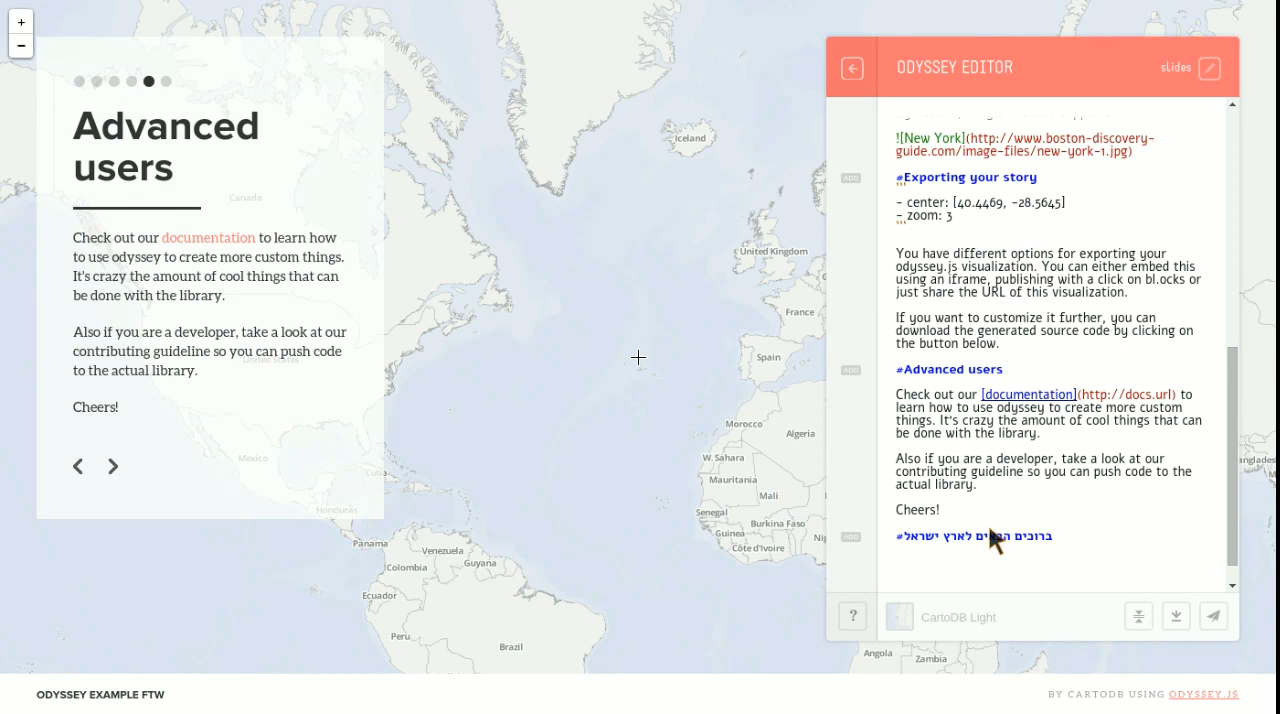 +
−
Advanced
users
Check out our documentation to learn how
to use odyssey to create more custom things.
It's crazy the amount of cool things that can
be done with the library.
Also if you are a developer, take a look at our
contributing guideline so you can push code
to the actual library.
Cheers!
Canada
United States
Mexico
Cuba
Honduras
Panama
Venezuela
Guyana
Colombia
Ecuador
Peru
Brazil
Iceland
United Kingdom
France
Spain
Morocco
Algeria
W. Sahara
Mauritania
Mali
Senegal
Burkina Faso
Guinea
Côte d'Ivoire
Angola
Zambia
ODYSSEY EDITOR
slides
![New York](http://www.boston-discovery-
guide.com/image-files/new-york-1.jpg)
ADD
#Exporting your story
```
- center: [40.4469, -28.5645]
- zoom: 3
```
You have different options for exporting your
odyssey.js visualization. You can either embed this
using an iframe, publishing with a click on bl.ocks or
just share the URL of this visualization.
If you want to customize it further, you can
download the generated source code by clicking on
the button below.
ADD
#Advanced users
Check out our [documentation](http://docs.url) to
learn how to use odyssey to create more custom
things. It's crazy the amount of cool things that can
be done with the library.
Also if you are a developer, take a look at our
contributing guideline so you can push code to the
actual library.
Cheers!
ADD
#ברוכים לארץ ישראל
?
CartoDB Light
ODYSSEY EXAMPLE FTW
BY CARTODB USING ODYSSEY.JS